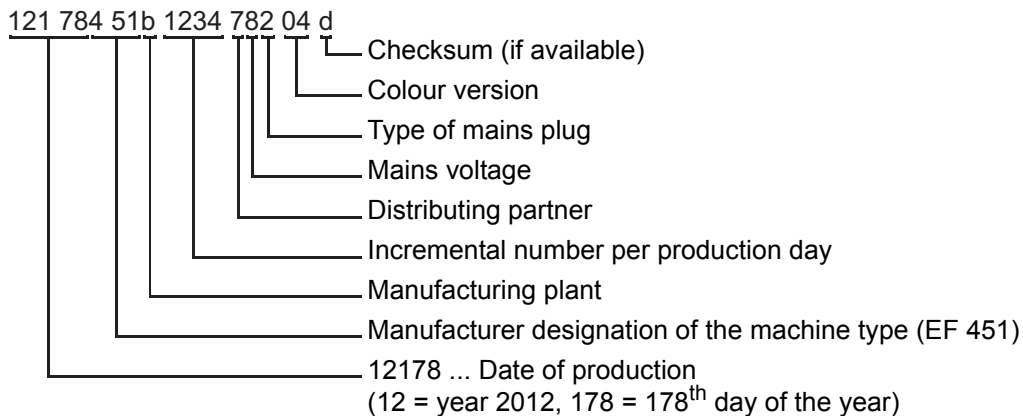 121 784 51b 1234 782 04 d
Checksum (if available)
Colour version
Type of mains plug
Mains voltage
Distributing partner
Incremental number per production day
Manufacturing plant
Manufacturer designation of the machine type (EF 451)
12178 ... Date of production
(12 = year 2012, 178 = 178th day of the year)